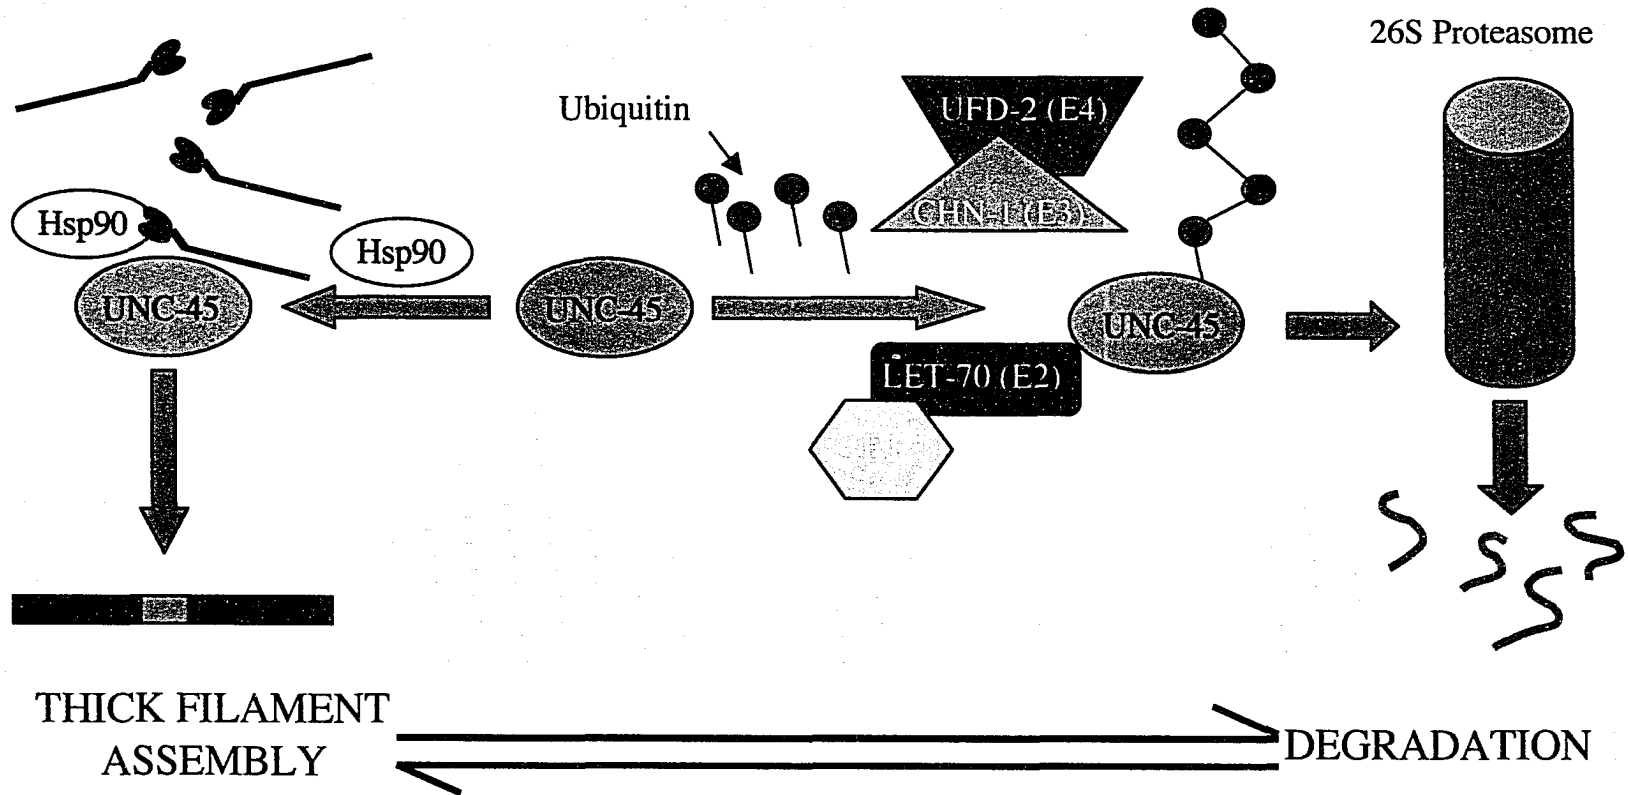 26S Proteasome
Ubiquitin
UFD-2 (E4)
CHN-1 (E3)
Hsp90
Hsp90
UNC-45
UNC-45
UNC-45
LET-70 (E2)
THICK FILAMENT
ASSEMBLY
DEGRADATION